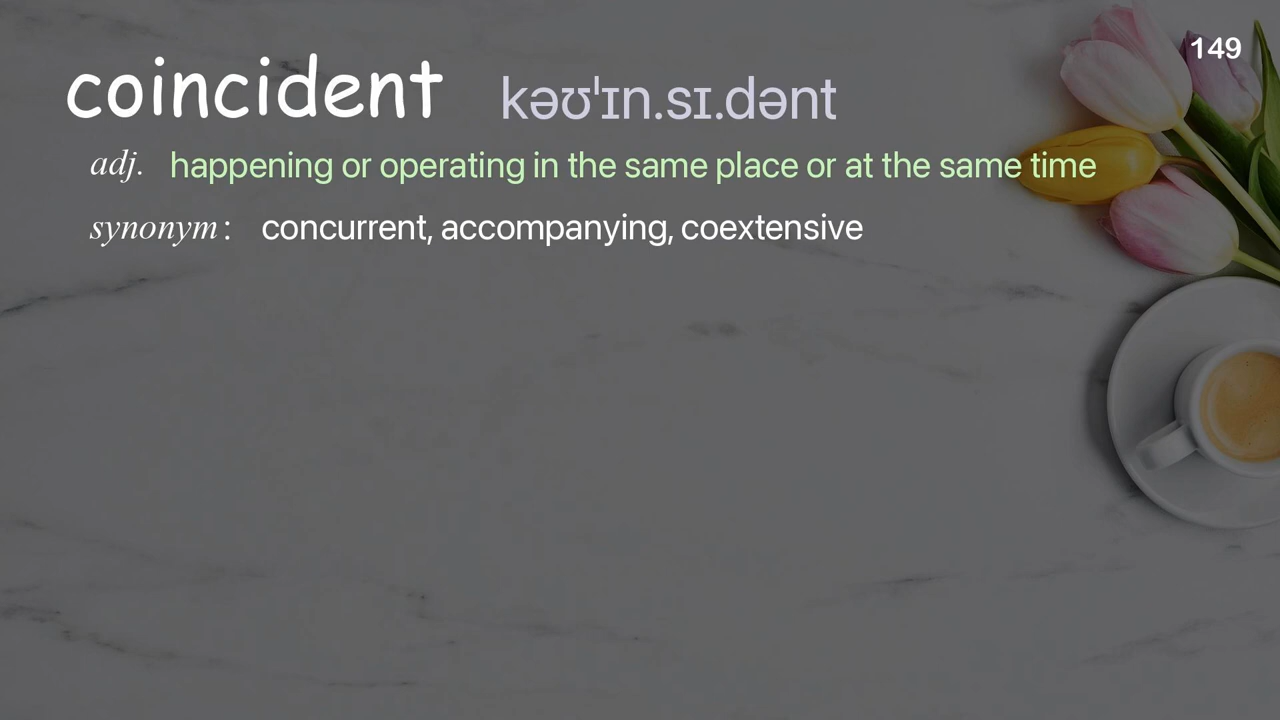 149
coincident kəʊˈɪn.sɪ.dənt
adj. happening or operating in the same place or at the same time
synonym : concurrent, accompanying, coextensive